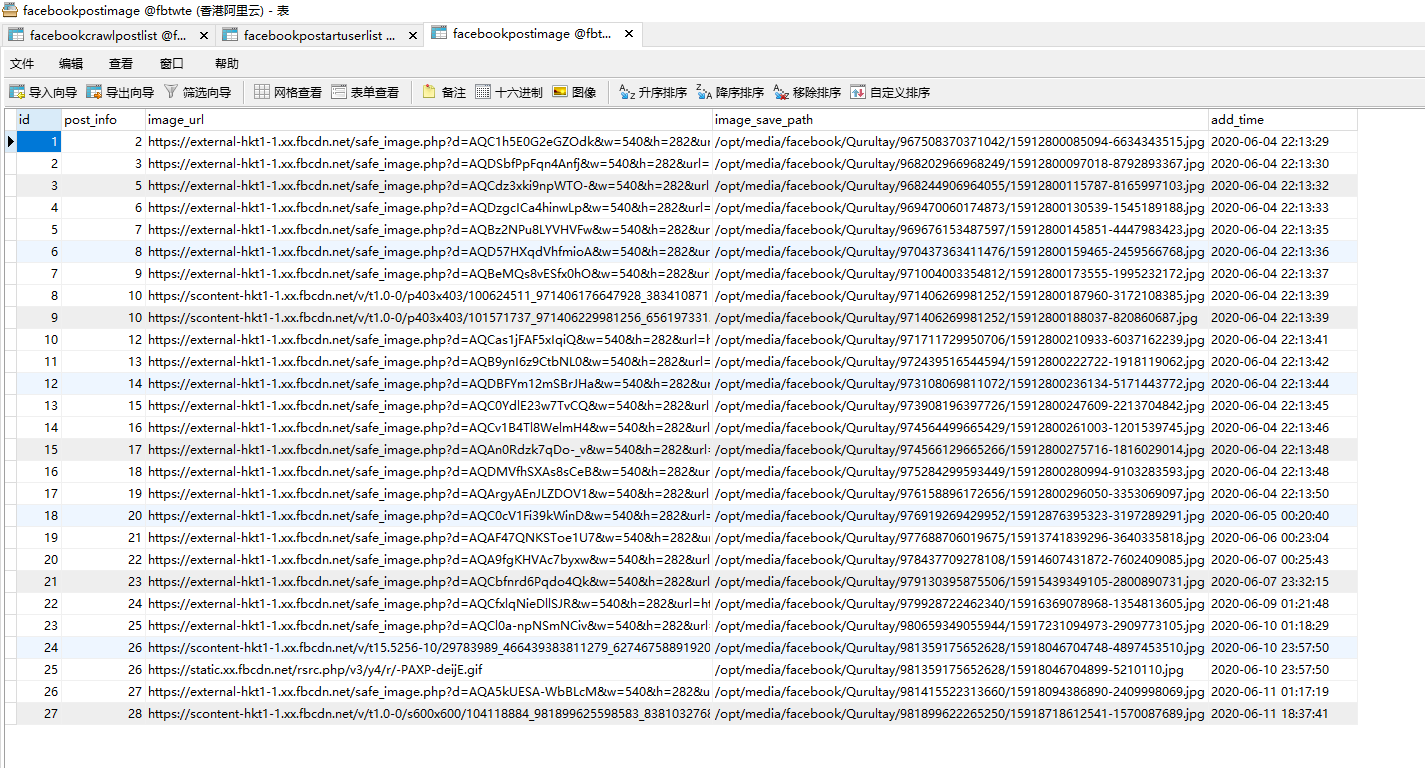 facebookpostimage @fbtwte (香港阿里云) - 表
facebookcrawlpostlist @f... facebookpostartuserlist ... facebookpostimage @fbt...
文件 编辑 查看 窗口 帮助
导入向导 导出向导 筛选向导 网格查看 表单查看 备注 十六进制 图像 升序排序 降序排序 移除排序 自定义排序
id post_info image_url image_save_path add_time
1 2 https://external-hkt1-1.xx.fbcdn.net/safe_image.php?d=AQC1h5E0G2eGZOdk&w=540&h=282&ur /opt/media/facebook/Qurultay/967508370371042/15912800085094-6634343515.jpg 2020-06-04 22:13:29
2 3 https://external-hkt1-1.xx.fbcdn.net/safe_image.php?d=AQDSbfPpFqn4Anfj&w=540&h=282&url= /opt/media/facebook/Qurultay/968202966968249/15912800097018-8792893367.jpg 2020-06-04 22:13:30
3 5 https://external-hkt1-1.xx.fbcdn.net/safe_image.php?d=AQCdz3xki9npWTO-&w=540&h=282&url /opt/media/facebook/Qurultay/968244906964055/15912800115787-8165997103.jpg 2020-06-04 22:13:32
4 6 https://external-hkt1-1.xx.fbcdn.net/safe_image.php?d=AQDzgcICa4hinwLp&w=540&h=282&url= /opt/media/facebook/Qurultay/969470060174873/15912800130539-1545189188.jpg 2020-06-04 22:13:33
5 7 https://external-hkt1-1.xx.fbcdn.net/safe_image.php?d=AQBz2NPu8LYVHVFw&w=540&h=282&u /opt/media/facebook/Qurultay/969676153487597/15912800145851-4447983423.jpg 2020-06-04 22:13:35
6 8 https://external-hkt1-1.xx.fbcdn.net/safe_image.php?d=AQD57HXqdVhfmioA&w=540&h=282&u /opt/media/facebook/Qurultay/970437363411476/15912800159465-2459566768.jpg 2020-06-04 22:13:36
7 9 https://external-hkt1-1.xx.fbcdn.net/safe_image.php?d=AQBeMQs8vESfx0hO&w=540&h=282&ur /opt/media/facebook/Qurultay/971004003354812/15912800173555-1995232172.jpg 2020-06-04 22:13:37
8 10 https://scontent-hkt1-1.xx.fbcdn.net/v/t1.0-0/p403x403/100624511_971406176647928_383410871 /opt/media/facebook/Qurultay/971406269981252/15912800187960-3172108385.jpg 2020-06-04 22:13:39
9 10 https://scontent-hkt1-1.xx.fbcdn.net/v/t1.0-0/p403x403/101571737_971406229981256_656197331 /opt/media/facebook/Qurultay/971406269981252/15912800188037-820860687.jpg 2020-06-04 22:13:39
10 12 https://external-hkt1-1.xx.fbcdn.net/safe_image.php?d=AQCas1jFAF5xIqiQ&w=540&h=282&url=h /opt/media/facebook/Qurultay/971711729950706/15912800210933-6037162239.jpg 2020-06-04 22:13:41
11 13 https://external-hkt1-1.xx.fbcdn.net/safe_image.php?d=AQB9ynI6z9CtbNL0&w=540&h=282&url= /opt/media/facebook/Qurultay/972439516544594/15912800222722-1918119062.jpg 2020-06-04 22:13:42
12 14 https://external-hkt1-1.xx.fbcdn.net/safe_image.php?d=AQDBFYm12mSBrJHa&w=540&h=282&ur /opt/media/facebook/Qurultay/973108069811072/15912800236134-5171443772.jpg 2020-06-04 22:13:44
13 15 https://external-hkt1-1.xx.fbcdn.net/safe_image.php?d=AQC0YdlE23w7TvCQ&w=540&h=282&url /opt/media/facebook/Qurultay/973908196397726/15912800247609-2213704842.jpg 2020-06-04 22:13:45
14 16 https://external-hkt1-1.xx.fbcdn.net/safe_image.php?d=AQCv1B4Tl8WelmH4&w=540&h=282&ur /opt/media/facebook/Qurultay/974564499665429/15912800261003-1201539745.jpg 2020-06-04 22:13:46
15 17 https://external-hkt1-1.xx.fbcdn.net/safe_image.php?d=AQAn0Rdzk7qDo-_v&w=540&h=282&url /opt/media/facebook/Qurultay/974566129665266/15912800275716-1816029014.jpg 2020-06-04 22:13:48
16 18 https://external-hkt1-1.xx.fbcdn.net/safe_image.php?d=AQDMVfhSXAs8sCeB&w=540&h=282&ur /opt/media/facebook/Qurultay/975284299593449/15912800280994-9103283593.jpg 2020-06-04 22:13:48
17 19 https://external-hkt1-1.xx.fbcdn.net/safe_image.php?d=AQArgyAEnJLZDOV1&w=540&h=282&url /opt/media/facebook/Qurultay/976158896172656/15912800296050-3353069097.jpg 2020-06-04 22:13:50
18 20 https://external-hkt1-1.xx.fbcdn.net/safe_image.php?d=AQC0cV1Fi39kWinD&w=540&h=282&url= /opt/media/facebook/Qurultay/976919269429952/15912876395323-3197289291.jpg 2020-06-05 00:20:40
19 21 https://external-hkt1-1.xx.fbcdn.net/safe_image.php?d=AQAF47QNKSToe1U7&w=540&h=282&ur /opt/media/facebook/Qurultay/977688706019675/15913741839296-3640335818.jpg 2020-06-06 00:23:04
20 22 https://external-hkt1-1.xx.fbcdn.net/safe_image.php?d=AQA9fgKHVAc7byxw&w=540&h=282&url /opt/media/facebook/Qurultay/978437709278108/15914607431872-7602409085.jpg 2020-06-07 00:25:43
21 23 https://external-hkt1-1.xx.fbcdn.net/safe_image.php?d=AQCbfnrd6Pqdo4Qk&w=540&h=282&url /opt/media/facebook/Qurultay/979130395875506/15915439349105-2800890731.jpg 2020-06-07 23:32:15
22 24 https://external-hkt1-1.xx.fbcdn.net/safe_image.php?d=AQCfxlqNieDllSJR&w=540&h=282&url=ht /opt/media/facebook/Qurultay/979928722462340/15916369078968-1354813605.jpg 2020-06-09 01:21:48
23 25 https://external-hkt1-1.xx.fbcdn.net/safe_image.php?d=AQCl0a-npNSmNCiv&w=540&h=282&url /opt/media/facebook/Qurultay/980659349055944/15917231094973-2909773105.jpg 2020-06-10 01:18:29
24 26 https://scontent-hkt1-1.xx.fbcdn.net/v/t15.5256-10/29783989_466439383811279_62746758891920 /opt/media/facebook/Qurultay/981359175652628/15918046704748-4897453510.jpg 2020-06-10 23:57:50
25 26 https://static.xx.fbcdn.net/rsrc.php/v3/y4/r/-PAXP-deijE.gif /opt/media/facebook/Qurultay/981359175652628/15918046704899-5210110.jpg 2020-06-10 23:57:50
26 27 https://external-hkt1-1.xx.fbcdn.net/safe_image.php?d=AQA5kUESA-WbBLcM&w=540&h=282&u /opt/media/facebook/Qurultay/981415522313660/15918094386890-2409998069.jpg 2020-06-11 01:17:19
27 28 https://scontent-hkt1-1.xx.fbcdn.net/v/t1.0-0/s600x600/104118884_981899625598583_8381032768 /opt/media/facebook/Qurultay/981899622265250/15918718612541-1570087689.jpg 2020-06-11 18:37:41